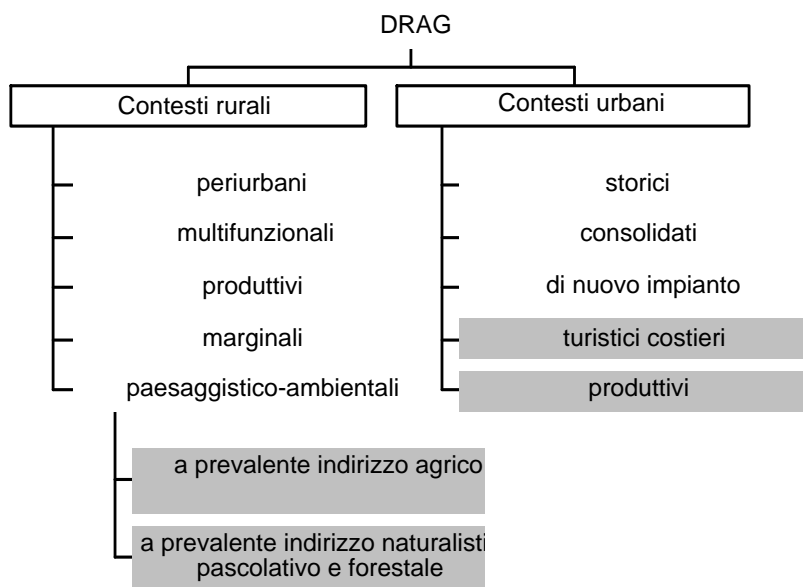 DRAG
Contesti rurali
periurbani
multifunzionali
produttivi
marginali
paesaggistico-ambientali
a prevalente indirizzo agrico
a prevalente indirizzo naturalisti
pascolativo e forestale
Contesti urbani
storici
consolidati
di nuovo impianto
turistici costieri
produttivi